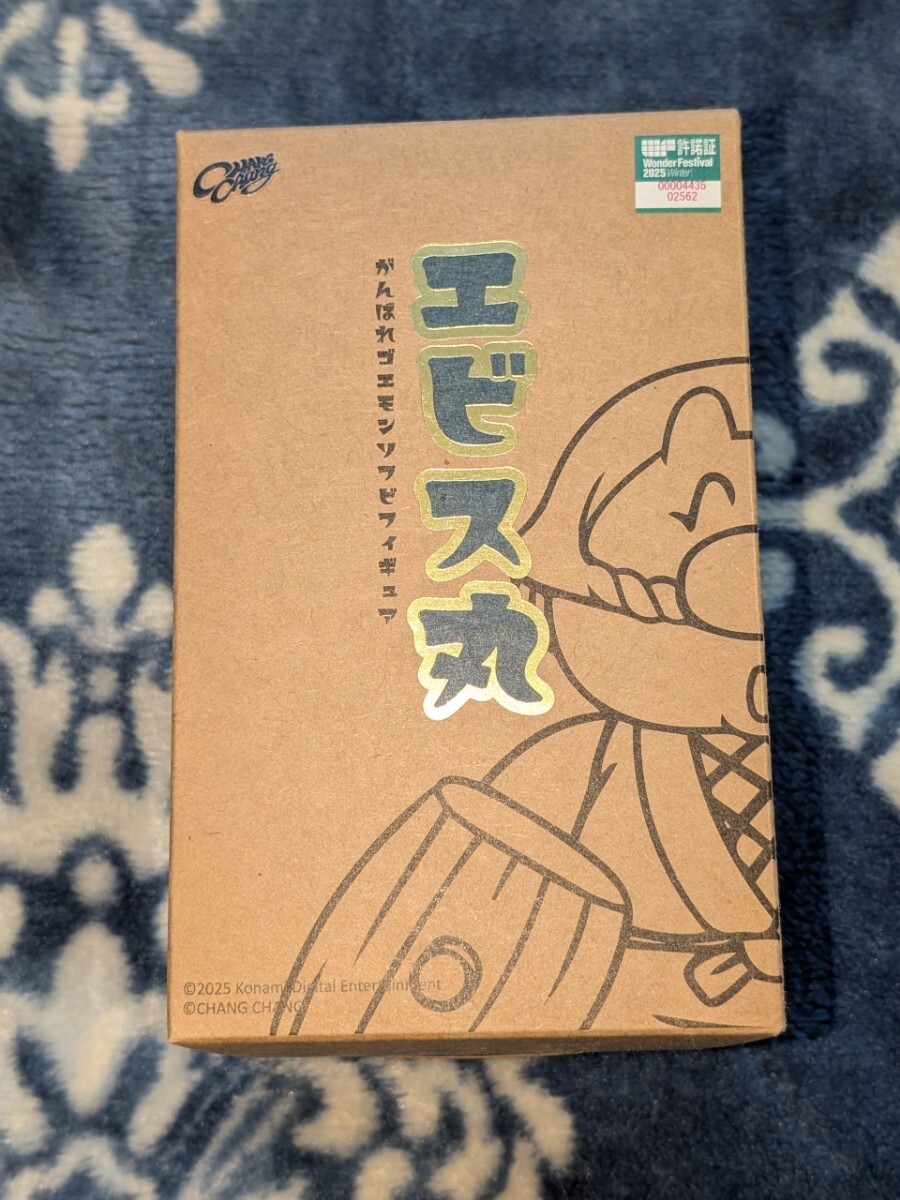 CHANG
Chang
WF 許諾証
Wonder Festival
2025 Winter
00004435
02562
エビス丸
がんばれゴエモンソフビフィギュア
©2025 Konami Digital Entertainment
©CHANG CHANG